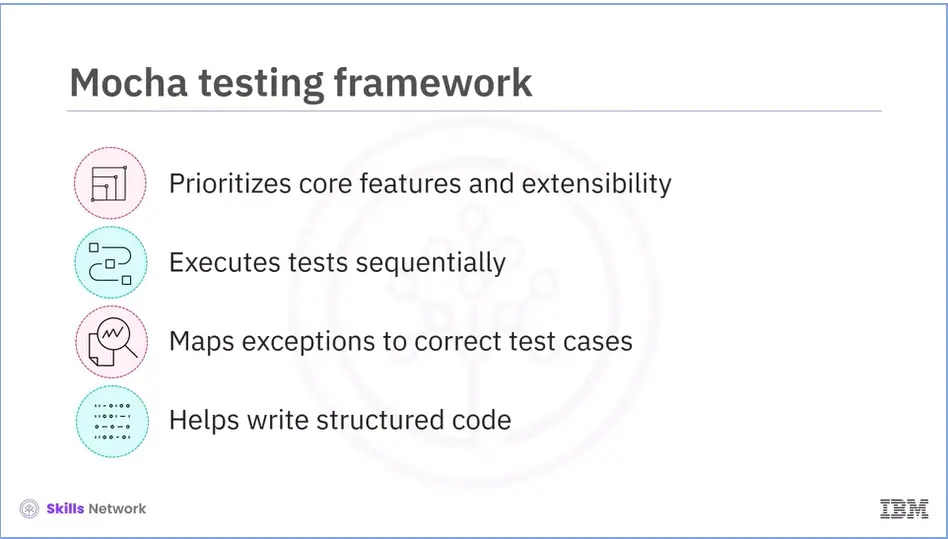 Mocha testing framework
Prioritizes core features and extensibility
Executes tests sequentially
Maps exceptions to correct test cases
Helps write structured code
Skills Network
IBM